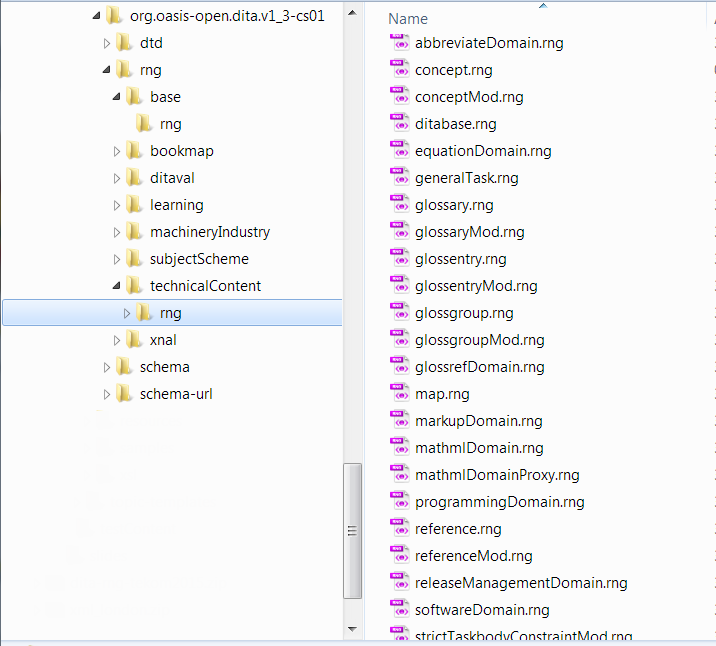 org.oasis-open.dita.v1_3-cs01
dtd
rng
base
rng
bookmap
ditaval
learning
machineryIndustry
subjectScheme
technicalContent
rng
xnal
schema
schema-url
Name
abbreviateDomain.rng
concept.rng
conceptMod.rng
ditabase.rng
equationDomain.rng
generalTask.rng
glossary.rng
glossaryMod.rng
glossentry.rng
glossentryMod.rng
glossgroup.rng
glossgroupMod.rng
glossrefDomain.rng
map.rng
markupDomain.rng
mathmlDomain.rng
mathmlDomainProxy.rng
programmingDomain.rng
reference.rng
referenceMod.rng
releaseManagementDomain.rng
softwareDomain.rng
strictTaskbodyConstraintMod.rng